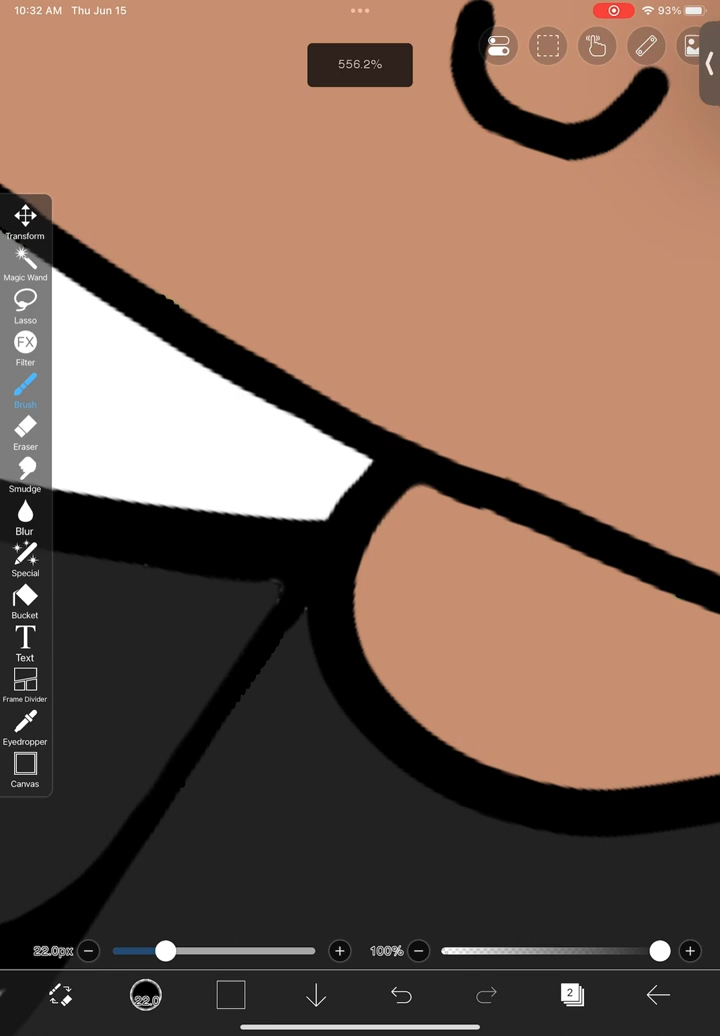 10:32 AM Thu Jun 15
93%
556.2%
Transform
Magic Wand
Lasso
FX
Filter
Brush
Eraser
Smudge
Blur
Special
Bucket
T
Text
Frame Divider
Eyedropper
Canvas
22.0px
100%
22.0
2